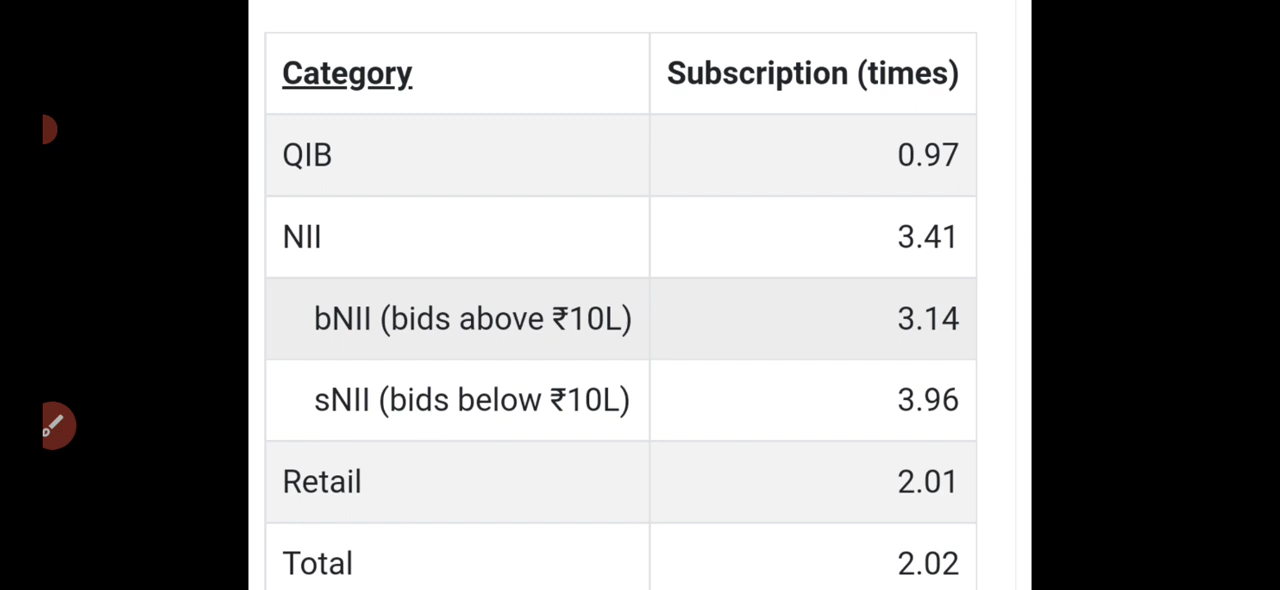 Category Subscription (times)
QIB 0.97
NII 3.41
bNII (bids above ₹10L) 3.14
sNII (bids below ₹10L) 3.96
Retail 2.01
Total 2.02